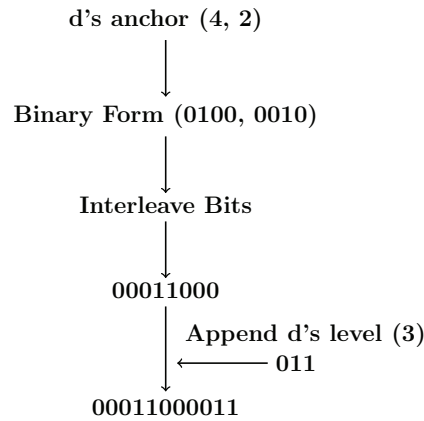 d's anchor (4, 2)
Binary Form (0100, 0010)
Interleave Bits
00011000
Append d's level (3)
011
00011000011